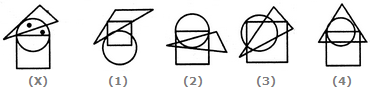 (X) (1) (2) (3) (4)